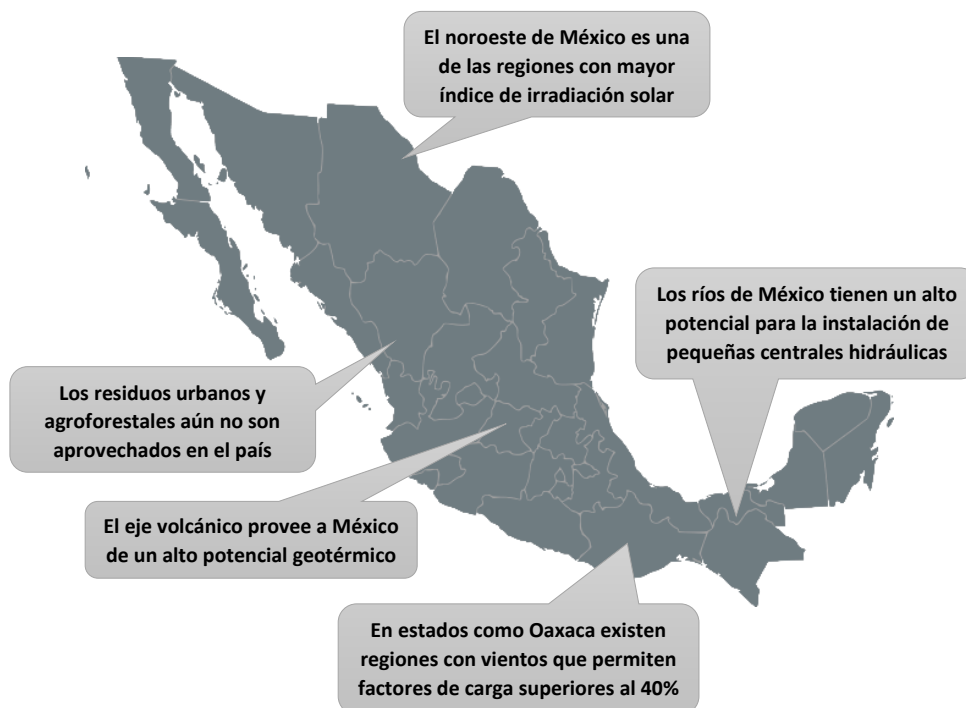 El noroeste de México es una
de las regiones con mayor
índice de irradiación solar
Los ríos de México tienen un alto
potencial para la instalación de
pequeñas centrales hidráulicas
Los residuos urbanos y
agroforestales aún no son
aprovechados en el país
El eje volcánico provee a México
de un alto potencial geotérmico
En estados como Oaxaca existen
regiones con vientos que permiten
factores de carga superiores al 40%